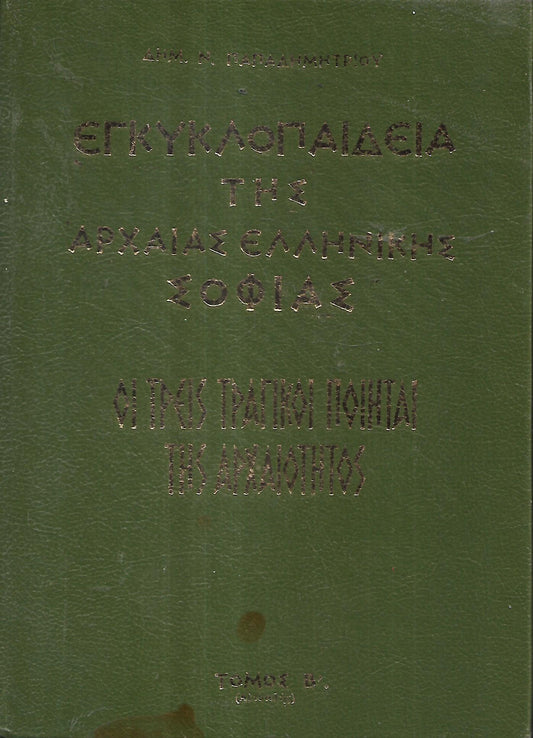 ΔΗΜ. Ν. ΠΑΠΑΔΗΜΗΤΡΙΟΥ
ΕΓΚΥΚΛΟΠΑΙΔΕΙΑ
ΤΗΣ
ΑΡΧΑΙΑΣ ΕΛΛΗΝΙΚΗΣ
ΣΟΦΙΑΣ
ΟΙ ΤΡΕΙΣ ΤΡΑΓΙΚΟΙ ΠΟΙΗΤΑΙ
ΤΗΣ ΑΡΧΑΙΟΤΗΤΟΣ
ΤΟΜΟΣ Β.